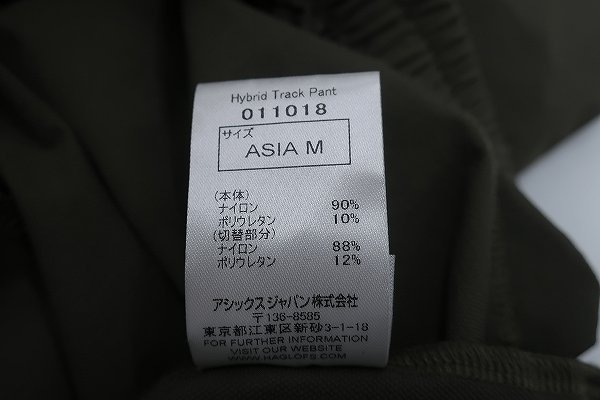 Hybrid Track Pant
011018
サイズ
ASIA M
(本体)
ナイロン 90%
ポリウレタン 10%
(切替部分)
ナイロン 88%
ポリウレタン 12%
アシックスジャパン株式会社
〒136-8585
東京都江東区新砂3-1-18
FOR FURTHER INFORMATION
VISIT OUR WEBSITE
WWW.HAGLOFS.COM